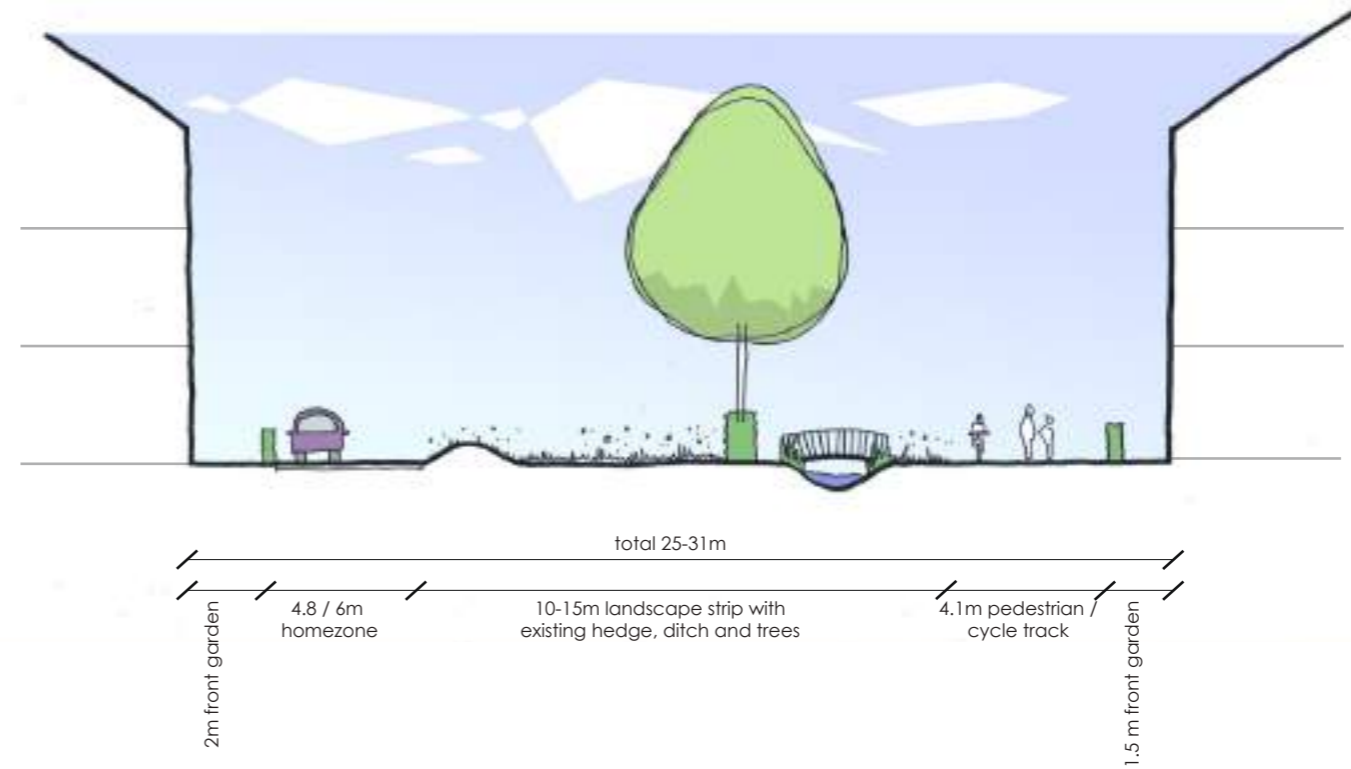 total 25-31m
2m front garden
4.8 / 6m
homezone
10-15m landscape strip with
existing hedge, ditch and trees
4.1m pedestrian /
cycle track
1.5 m front garden